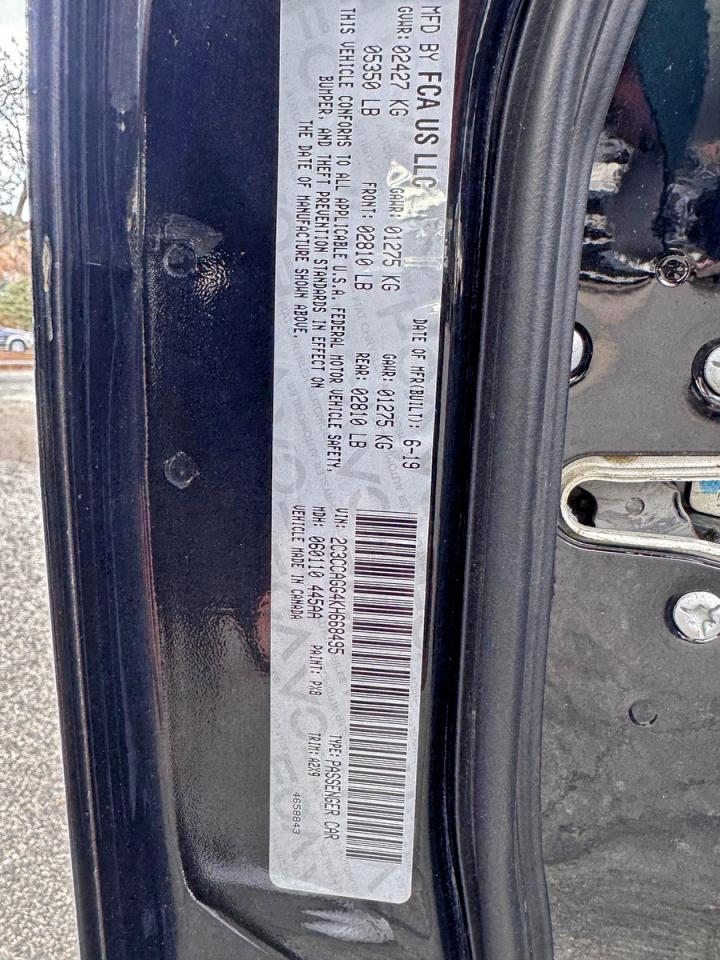 MFD BY FCA US LLC
DATE OF MFR(BUILT): 6-19
GVWR: 02427 KG
GAWR: 01275 KG
GAWR: 01275 KG
05350 LB
FRONT: 02810 LB
REAR: 02810 LB
THIS VEHICLE CONFORMS TO ALL APPLICABLE U.S.A. FEDERAL MOTOR VEHICLE SAFETY,
BUMPER, AND THEFT PREVENTION STANDARDS IN EFFECT ON
THE DATE OF MANUFACTURE SHOWN ABOVE.
VIN: 2C3CCAGG4KH668495
TYPE: PASSENGER CAR
MDH: 060110 445AA
PAINT: PX8
TRIM: A2X9
VEHICLE MADE IN CANADA
4658843